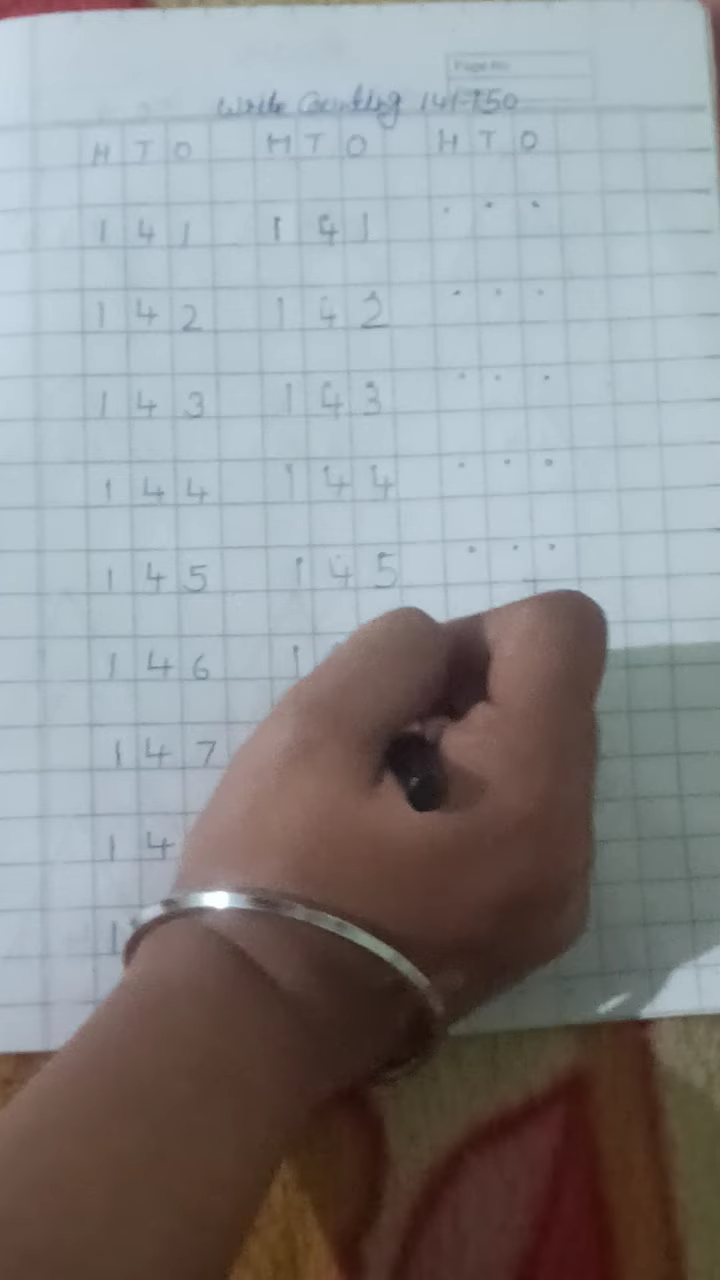 Page No.
Write Counting 141-150
H T O H T O H T O
1 4 1 1 4 1
1 4 2 1 4 2
1 4 3 1 4 3
1 4 4 1 4 4
1 4 5 1 4 5
1 4 6 1
1 4 7
1 4
1